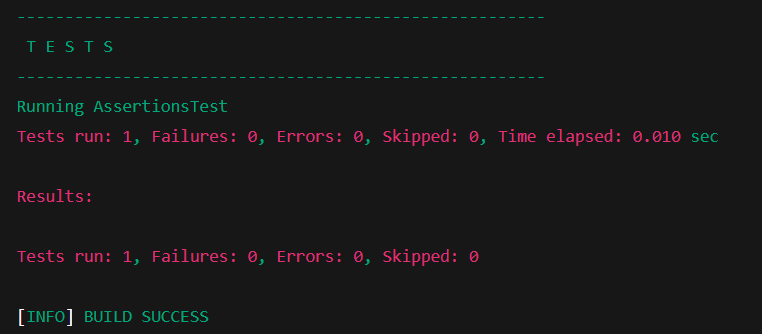 -------------------------------------------------------
T E S T S
-------------------------------------------------------
Running AssertionsTest
Tests run: 1, Failures: 0, Errors: 0, Skipped: 0, Time elapsed: 0.010 sec
Results:
Tests run: 1, Failures: 0, Errors: 0, Skipped: 0
[INFO] BUILD SUCCESS